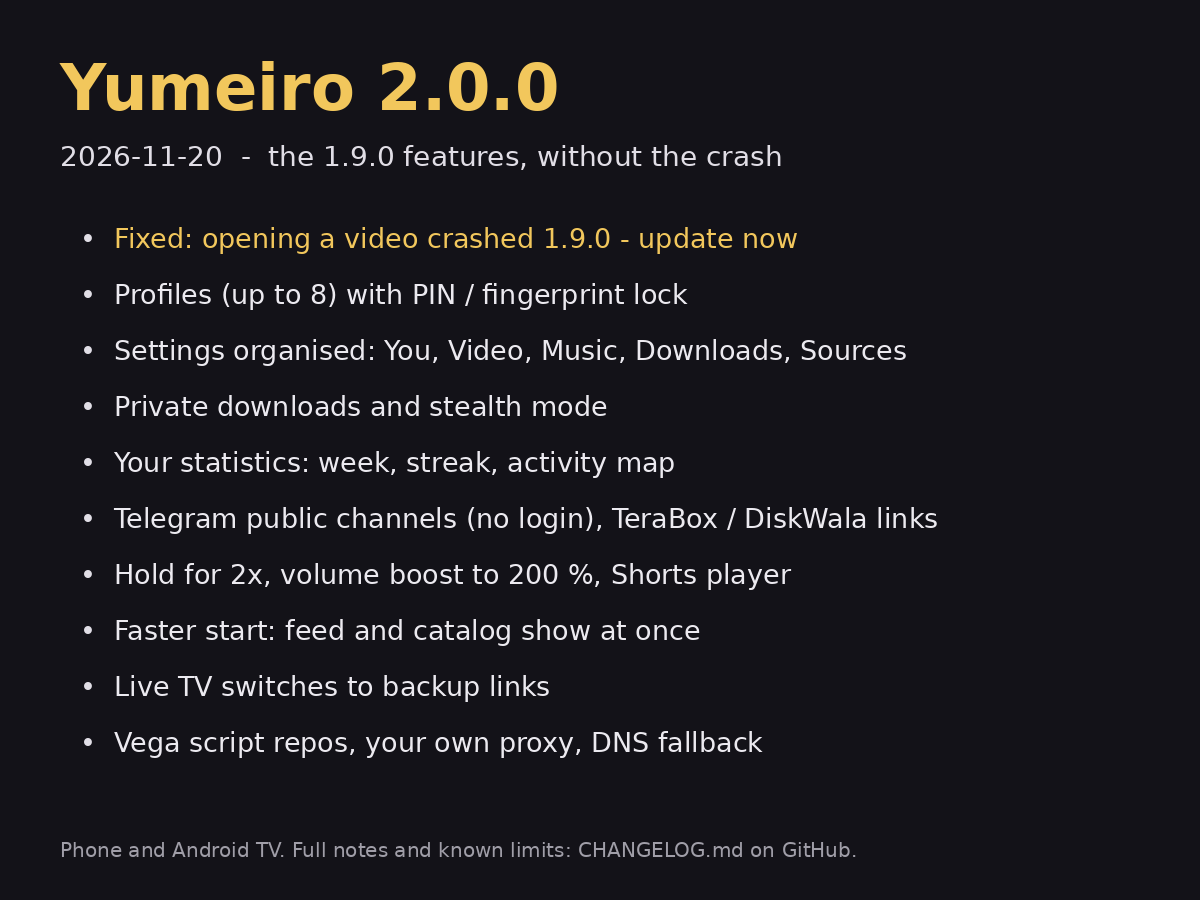 Yumeiro 2.0.0
2026-11-20 - the 1.9.0 features, without the crash
• Fixed: opening a video crashed 1.9.0 - update now
• Profiles (up to 8) with PIN / fingerprint lock
• Settings organised: You, Video, Music, Downloads, Sources
• Private downloads and stealth mode
• Your statistics: week, streak, activity map
• Telegram public channels (no login), TeraBox / DiskWala links
• Hold for 2x, volume boost to 200 %, Shorts player
• Faster start: feed and catalog show at once
• Live TV switches to backup links
• Vega script repos, your own proxy, DNS fallback
Phone and Android TV. Full notes and known limits: CHANGELOG.md on GitHub.